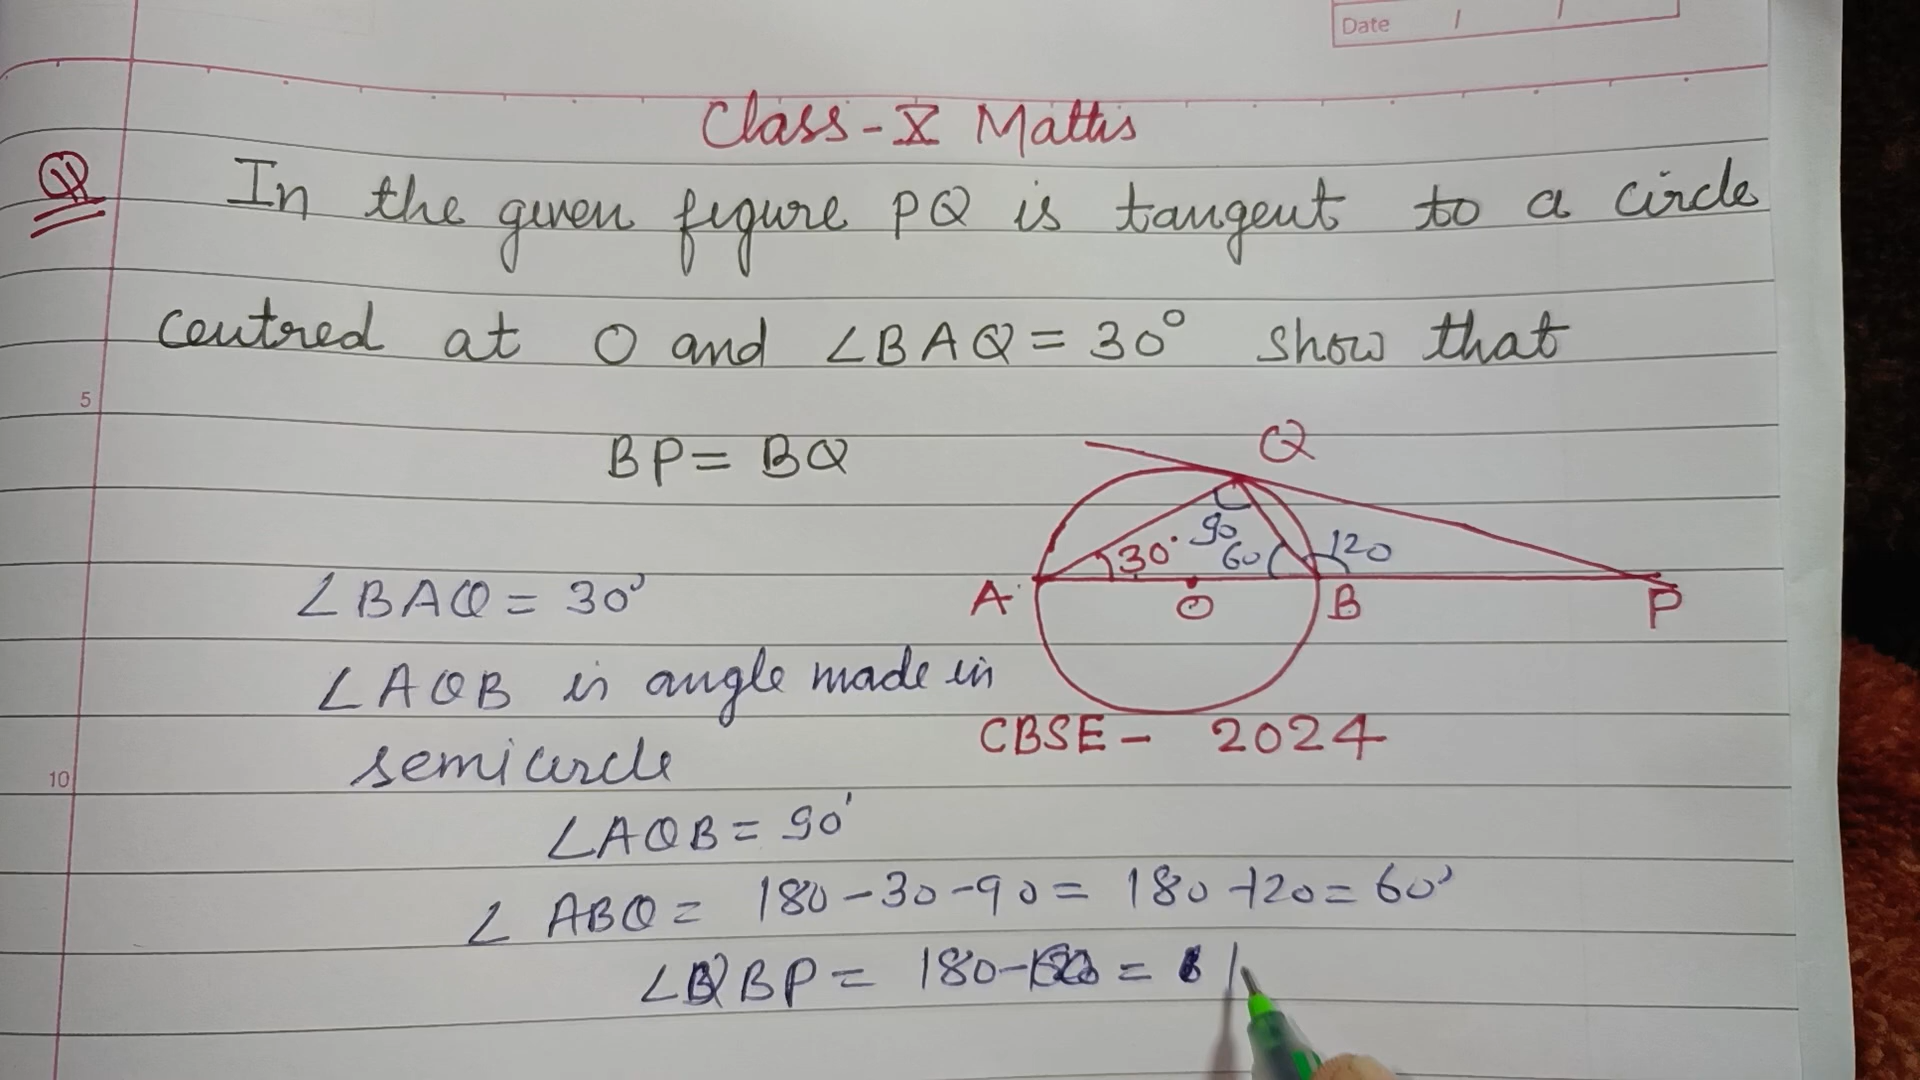 Date / /
Class - X Maths
Q In the given figure PQ is tangent to a circle
centred at O and ∠BAQ = 30° show that
5
BP = BQ
Q
90
30° 60 120
A O B P
∠BAQ = 30°
∠AQB is angle made in
semicircle
CBSE - 2024
10
∠AQB = 90°
∠ABQ = 180 - 30 - 90 = 180 - 120 = 60°
∠QBP = 180 - =